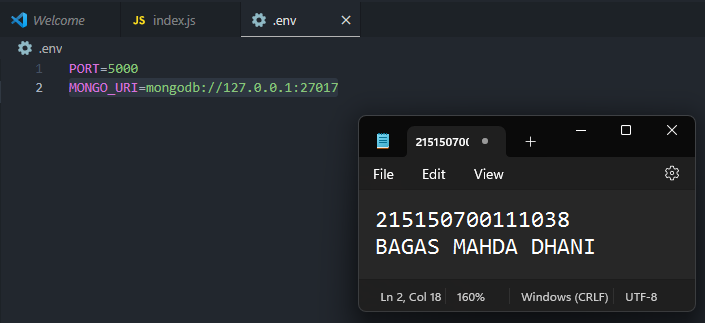 Welcome
JS index.js
.env
.env
1 PORT=5000
2 MONGO_URI=mongodb://127.0.0.1:27017
215150700
File Edit View
215150700111038
BAGAS MAHDA DHANI
Ln 2, Col 18 160% Windows (CRLF) UTF-8